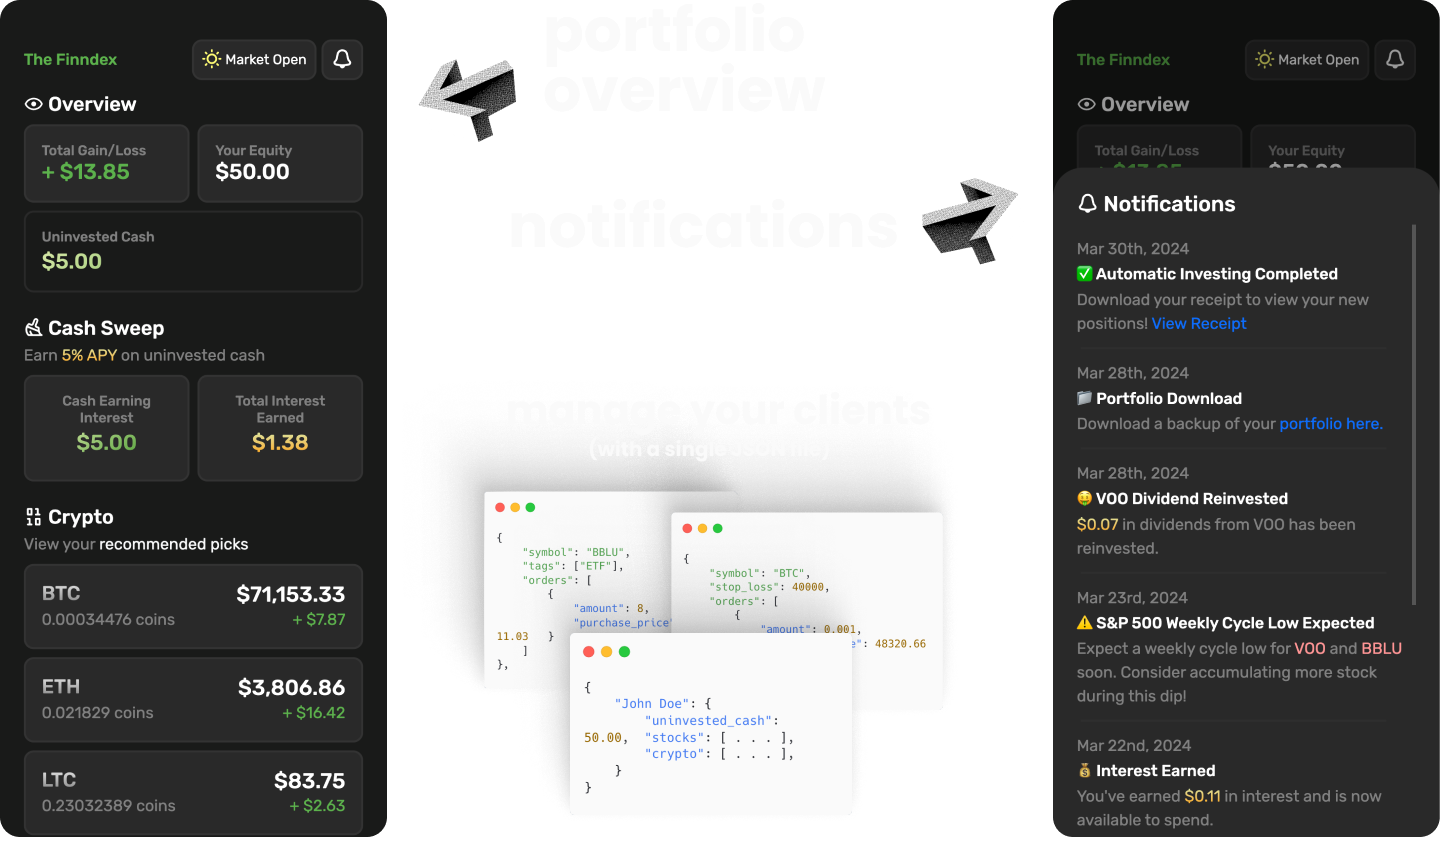 The Finndex
Market Open
Overview
Total Gain/Loss
+ $13.85
Your Equity
$50.00
Uninvested Cash
$5.00
Cash Sweep
Earn 5% APY on uninvested cash
Cash Earning
Interest
$5.00
Total Interest
Earned
$1.38
Crypto
View your recommended picks
BTC
$71,153.33
0.00034476 coins
+ $7.87
ETH
$3,806.86
0.021829 coins
+ $16.42
LTC
$83.75
0.23032389 coins
+ $2.63
portfolio
overview
notifications
manage your clients
(with a single JSON file)
{
"symbol": "BBLU",
"tags": ["ETF"],
"orders": [
{
"amount": 8,
"purchase_price"
11.03 }
]
},
{
"symbol": "BTC",
"stop_loss": 40000,
"orders": [
{
"amount": 0.001,
e": 48320.66
{
"John Doe": {
"uninvested_cash":
50.00, "stocks": [ . . . ],
"crypto": [ . . . ],
}
}
The Finndex
Market Open
Overview
Total Gain/Loss
+ $13.85
Your Equity
$50.00
Notifications
Mar 30th, 2024
✅ Automatic Investing Completed
Download your receipt to view your new
positions! View Receipt
Mar 28th, 2024
Portfolio Download
Download a backup of your portfolio here.
Mar 28th, 2024
🤑 VOO Dividend Reinvested
$0.07 in dividends from VOO has been
reinvested.
Mar 23rd, 2024
⚠️ S&P 500 Weekly Cycle Low Expected
Expect a weekly cycle low for VOO and BBLU
soon. Consider accumulating more stock
during this dip!
Mar 22nd, 2024
💰 Interest Earned
You've earned $0.11 in interest and is now
available to spend.